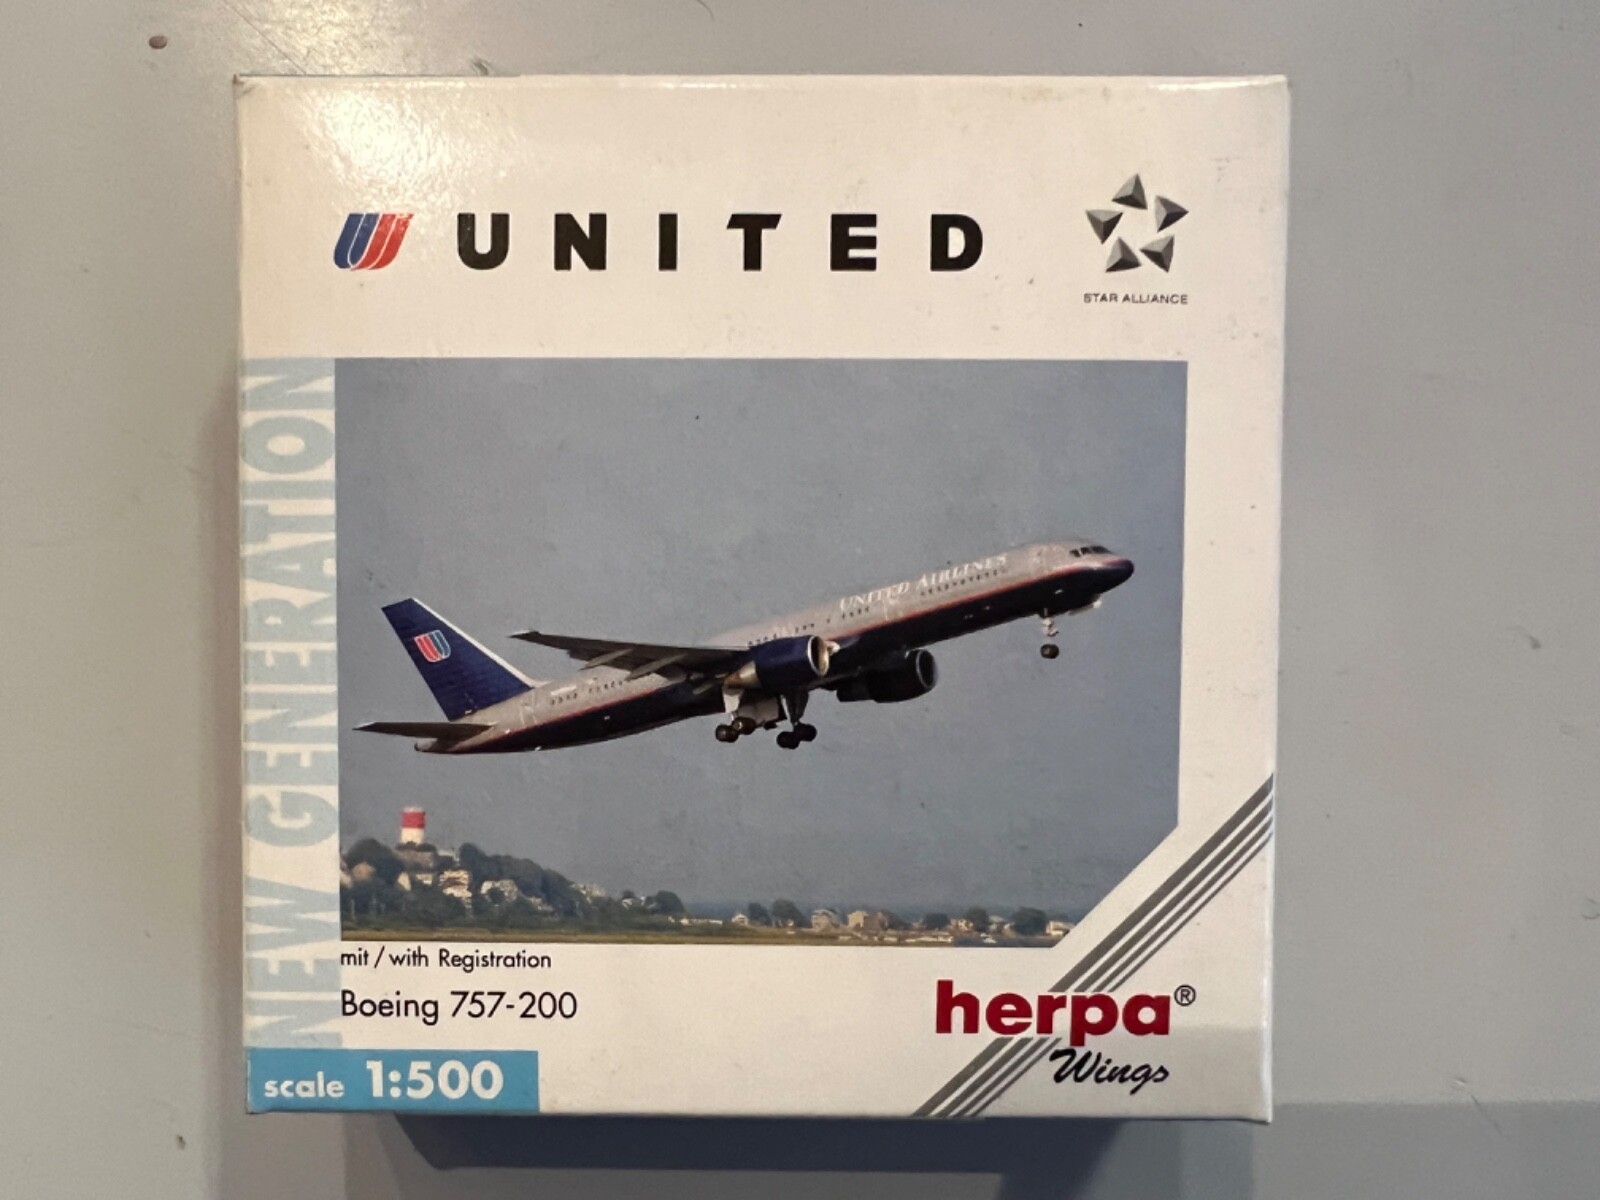 UNITED
STAR ALLIANCE
NEW GENERATION
UNITED AIRLINES
mit / with Registration
Boeing 757-200
herpa®
Wings
scale 1:500